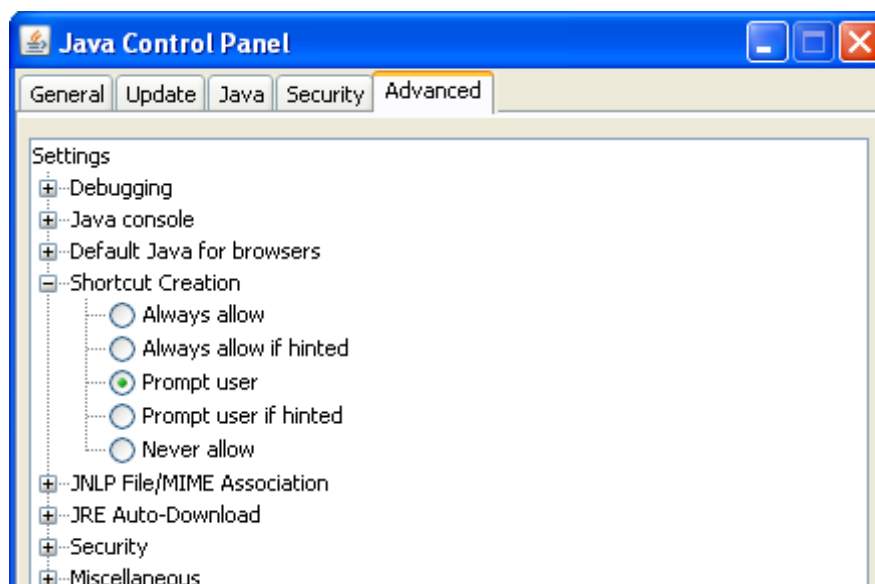 Java Control Panel
General Update Java Security Advanced
Settings
Debugging
Java console
Default Java for browsers
Shortcut Creation
Always allow
Always allow if hinted
Prompt user
Prompt user if hinted
Never allow
JNLP File/MIME Association
JRE Auto-Download
Security
Miscellaneous